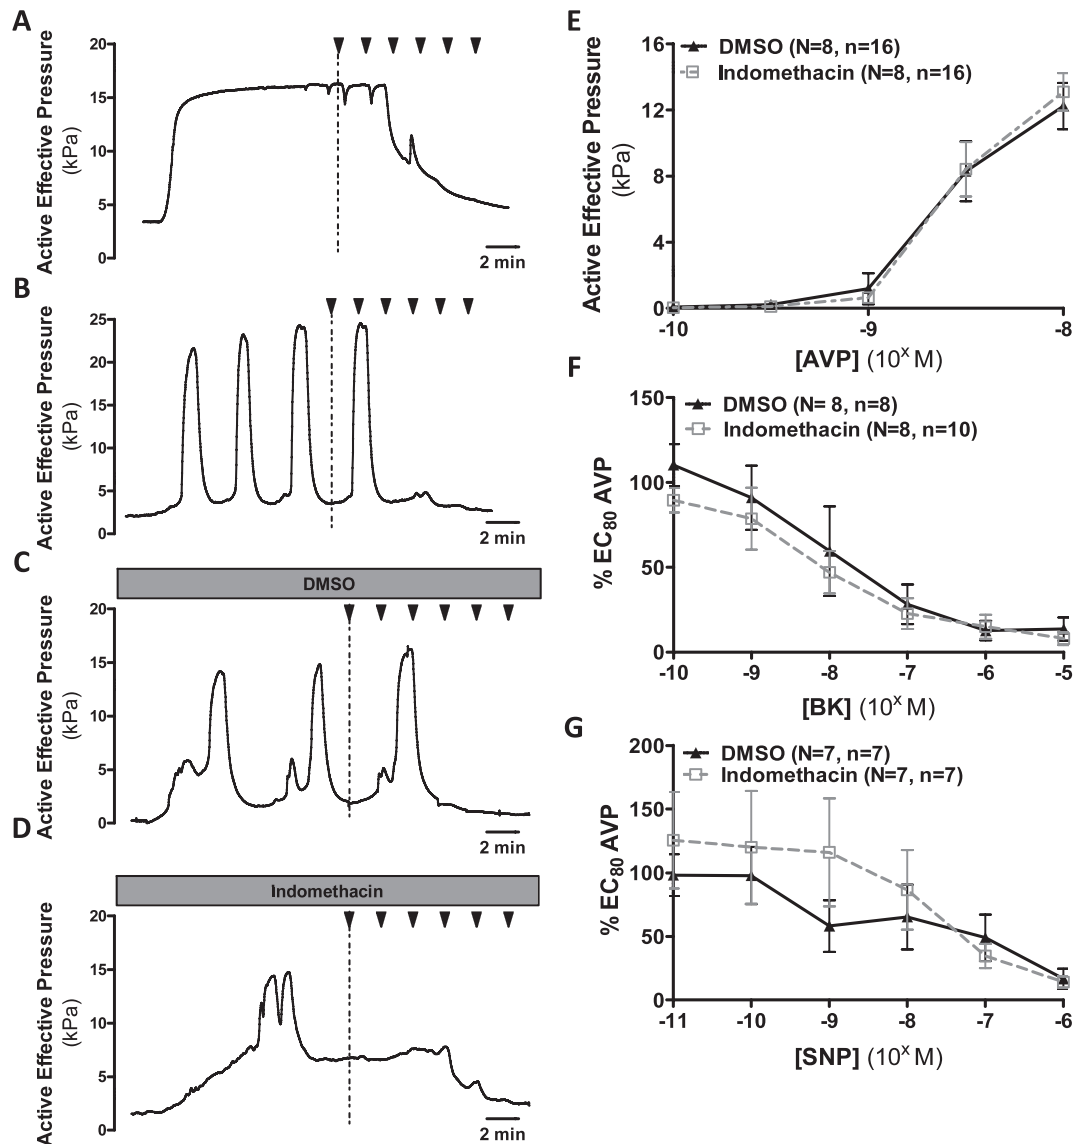 A
Active Effective Pressure
(kPa)
20
15
10
5
0
2 min
B
Active Effective Pressure
(kPa)
25
20
15
10
5
0
2 min
C
DMSO
Active Effective Pressure
(kPa)
20
15
10
5
0
2 min
D
Indomethacin
Active Effective Pressure
(kPa)
20
15
10
5
0
2 min
E
DMSO (N=8, n=16)
Indomethacin (N=8, n=16)
Active Effective Pressure
(kPa)
16
12
8
4
0
-10 -9 -8
[AVP] (10^x M)
F
DMSO (N= 8, n=8)
Indomethacin (N=8, n=10)
% EC80 AVP
150
100
50
0
-10 -9 -8 -7 -6 -5
[BK] (10^x M)
G
DMSO (N=7, n=7)
Indomethacin (N=7, n=7)
% EC80 AVP
200
150
100
50
0
-11 -10 -9 -8 -7 -6
[SNP] (10^x M)